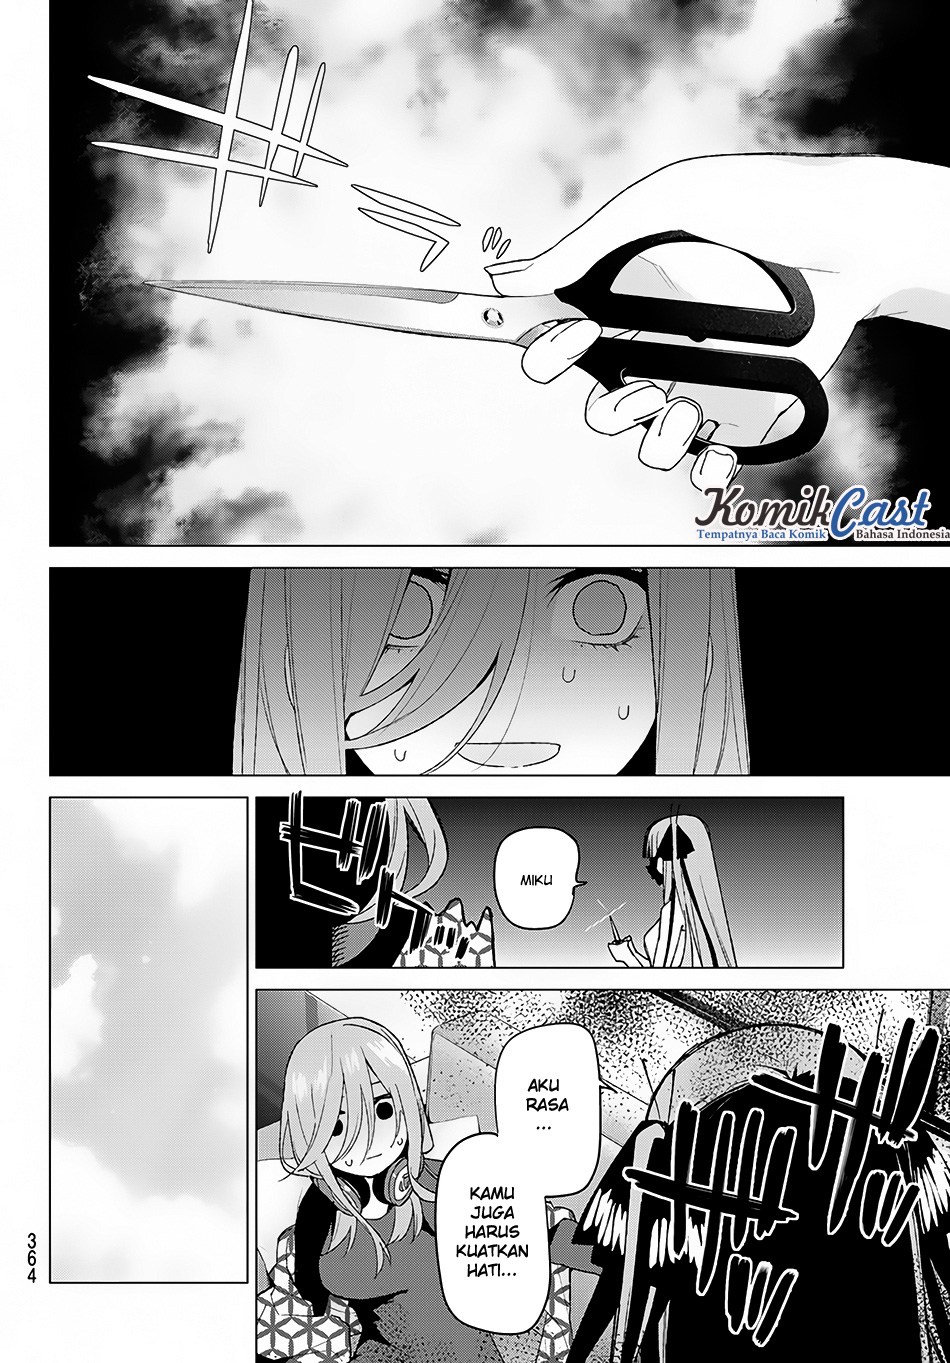 KomikCast
Tempatnya Baca Komik Bahasa Indonesia
MIKU
AKU
RASA
...
KAMU
JUGA
HARUS
KUATKAN
HATI...
364